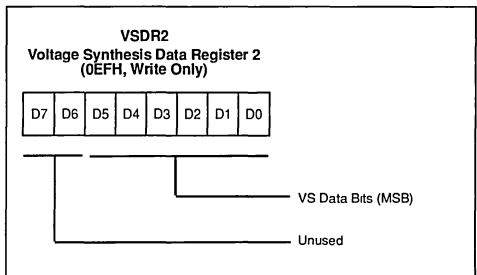 VSDR2
Voltage Synthesis Data Register 2
(0EFH, Write Only)
D7 D6 D5 D4 D3 D2 D1 D0
VS Data Bits (MSB)
Unused